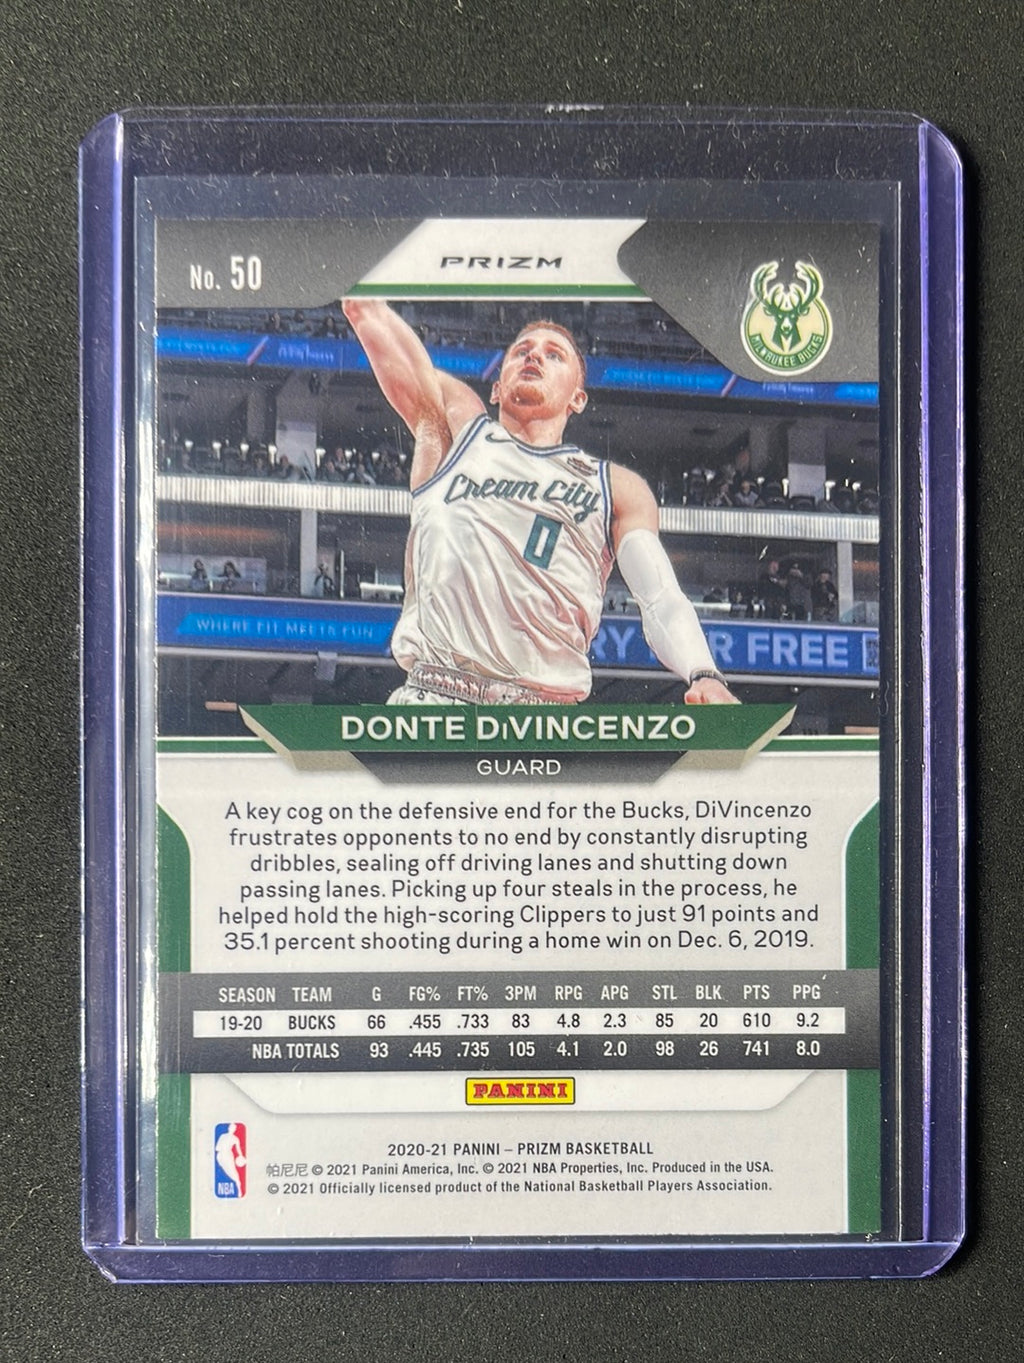 No. 50
PRIZM
MILWAUKEE BUCKS
Cream City
0
WHERE FIT MEETS FUN
RY FOR FREE
DONTE DiVINCENZO
GUARD
A key cog on the defensive end for the Bucks, DiVincenzo
frustrates opponents to no end by constantly disrupting
dribbles, sealing off driving lanes and shutting down
passing lanes. Picking up four steals in the process, he
helped hold the high-scoring Clippers to just 91 points and
35.1 percent shooting during a home win on Dec. 6, 2019.
SEASON TEAM G FG% FT% 3PM RPG APG STL BLK PTS PPG
19-20 BUCKS 66 .455 .733 83 4.8 2.3 85 20 610 9.2
NBA TOTALS 93 .445 .735 105 4.1 2.0 98 26 741 8.0
PANINI
NBA
2020-21 PANINI – PRIZM BASKETBALL
帕尼尼 © 2021 Panini America, Inc. © 2021 NBA Properties, Inc. Produced in the USA.
© 2021 Officially licensed product of the National Basketball Players Association.